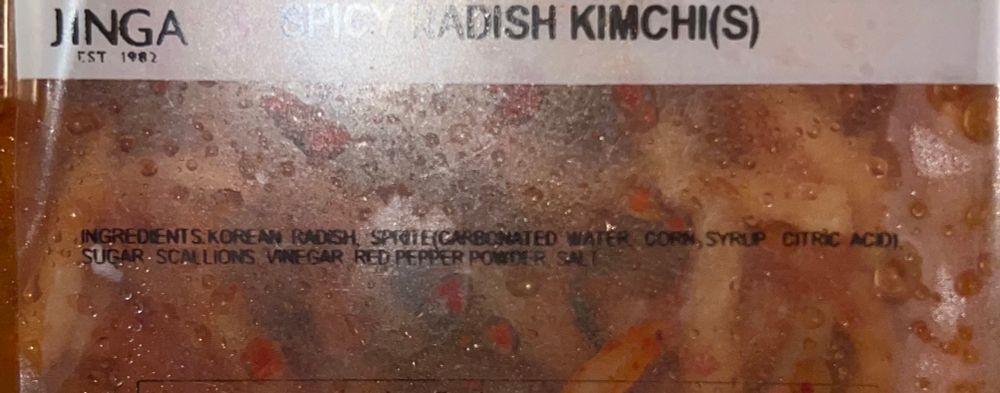 JINGA
EST 1982
SPICY RADISH KIMCHI(S)
INGREDIENTS:KOREAN RADISH, SPRITE(CARBONATED WATER, CORN SYRUP CITRIC ACID),
SUGAR SCALLIONS VINEGAR RED PEPPER POWDER SALT